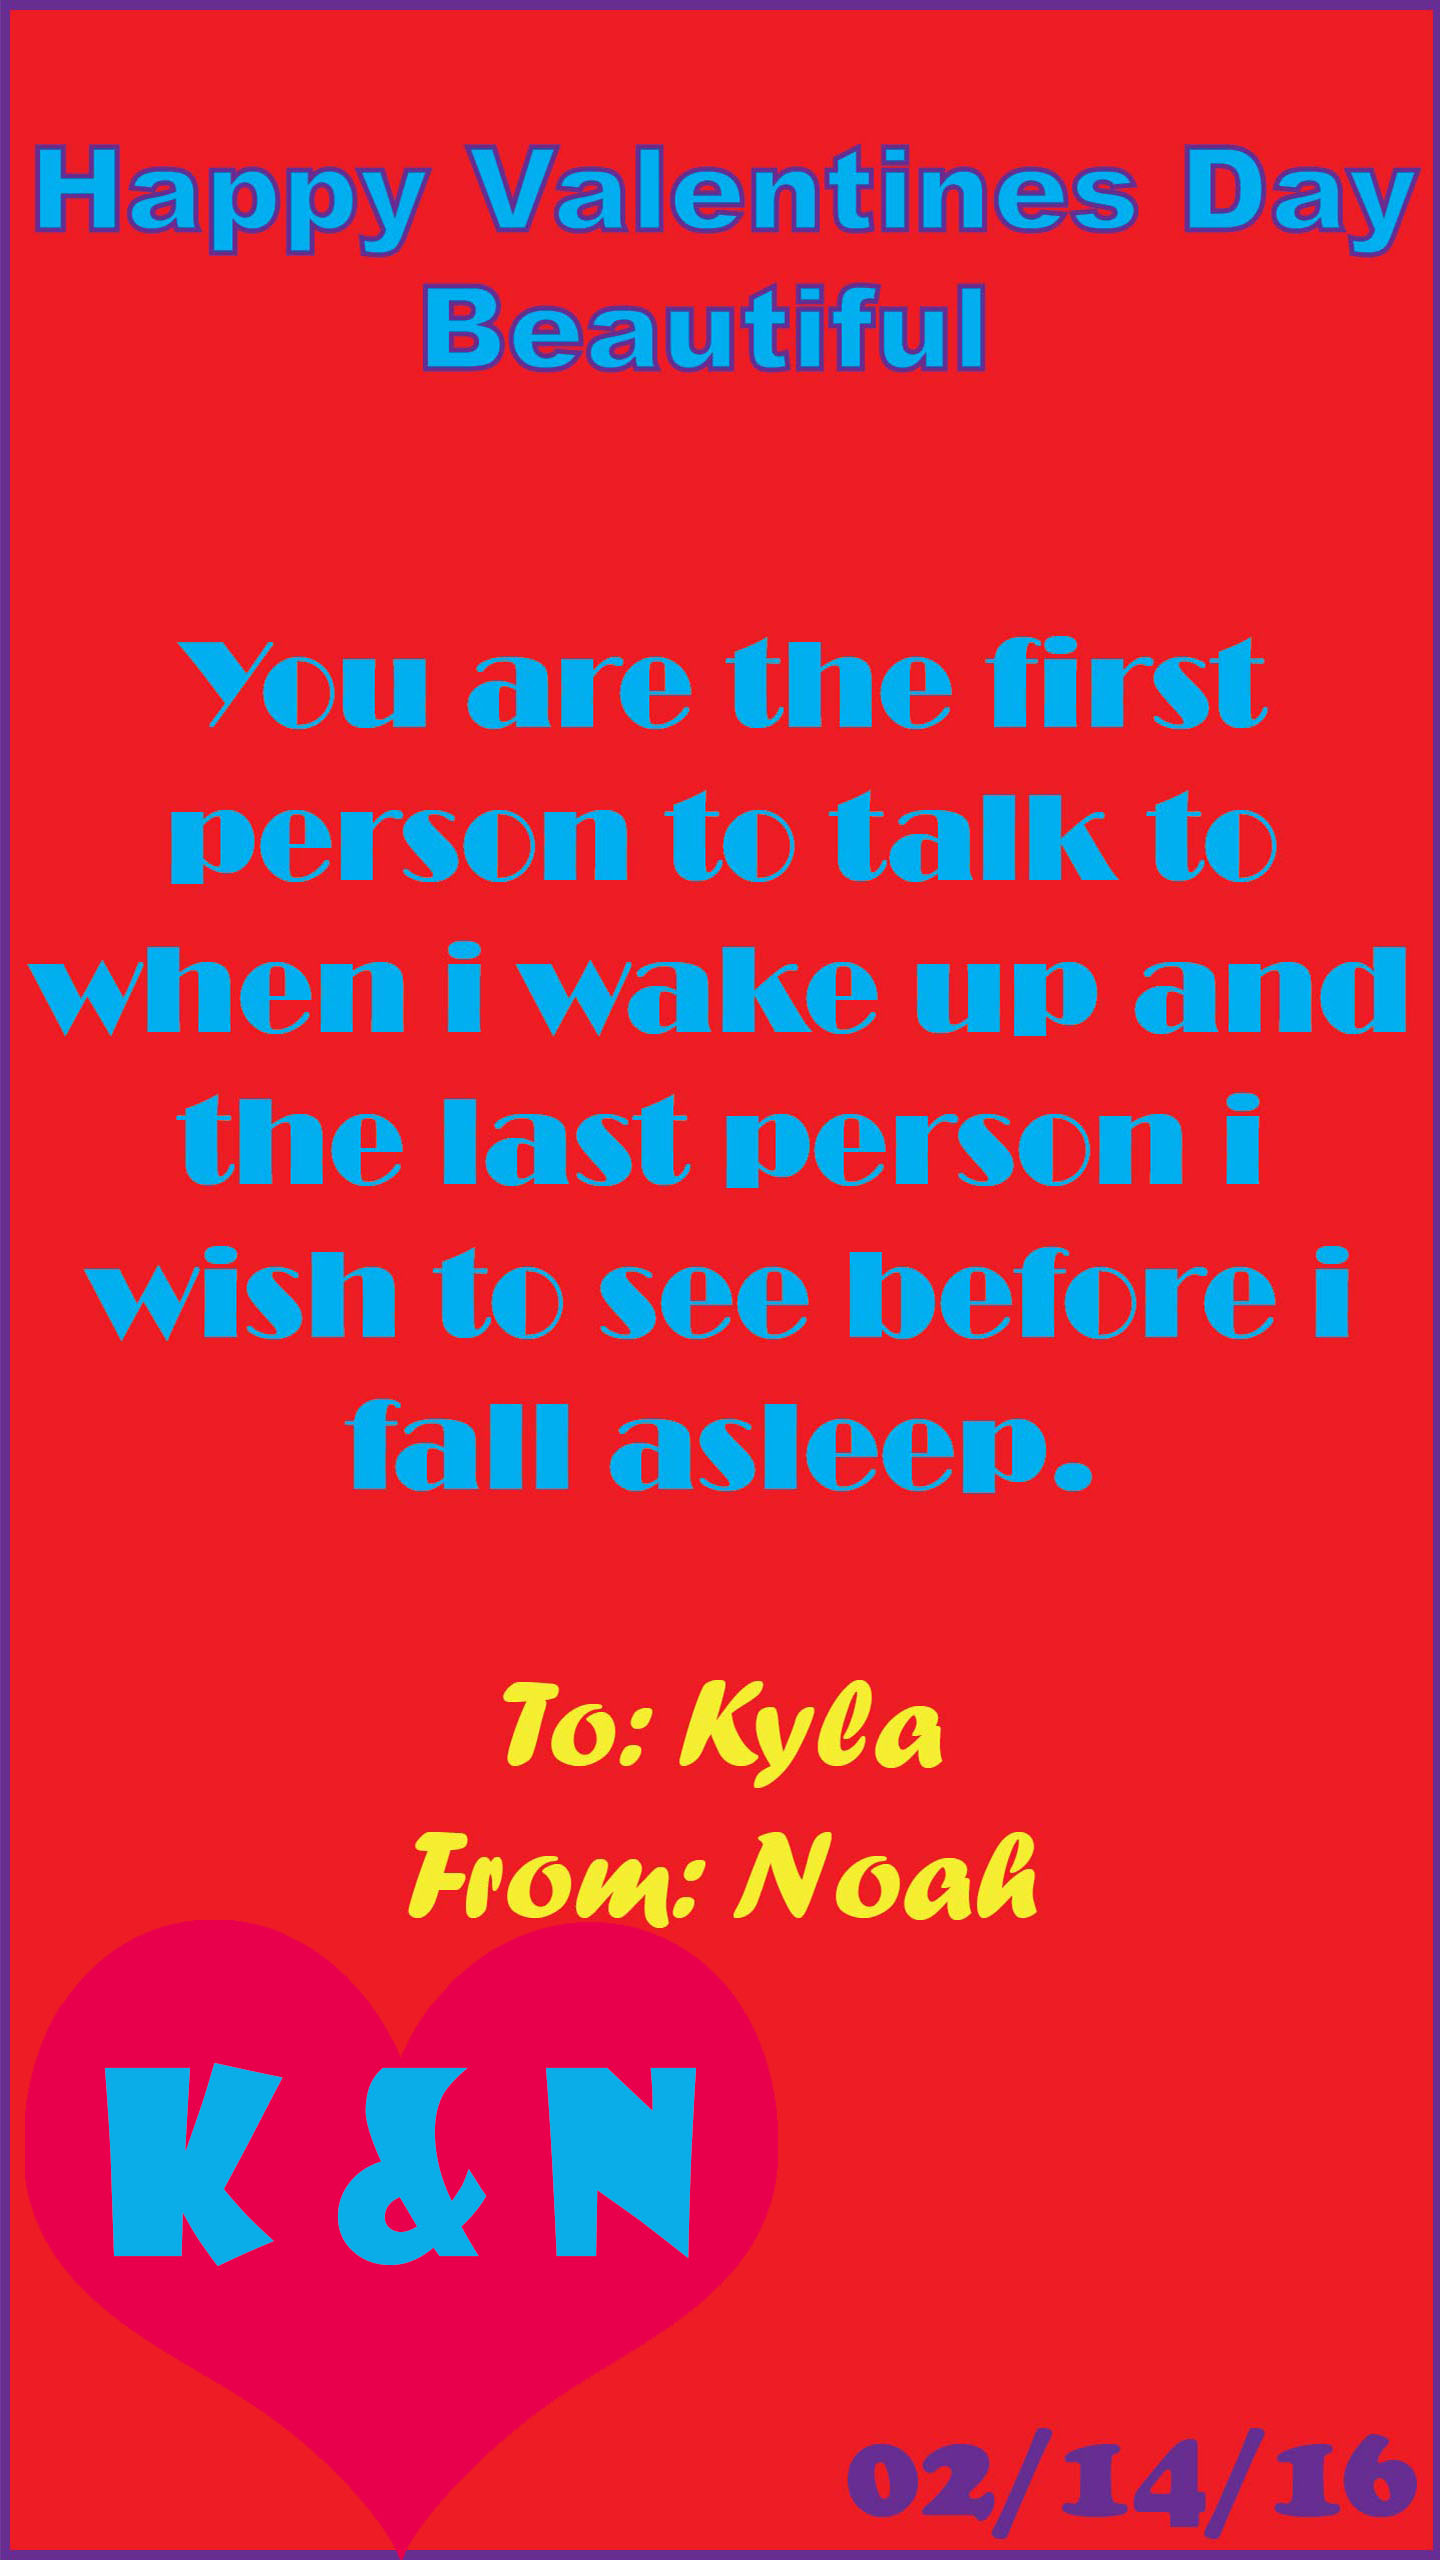 Happy Valentines Day
Beautiful
You are the first
person to talk to
when i wake up and
the last person i
wish to see before i
fall asleep.
To: Kyla
From: Noah
K & N
02/14/16